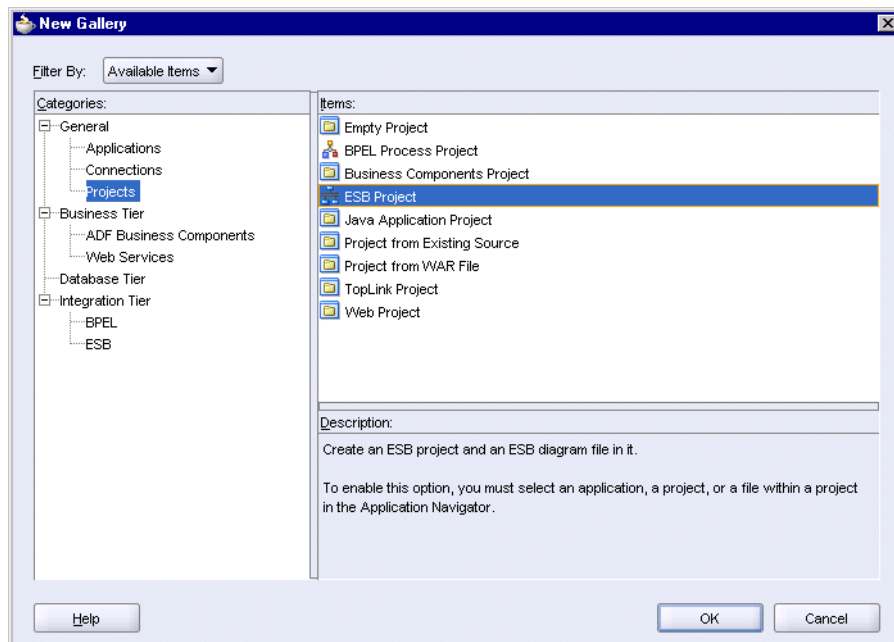 New Gallery
Filter By: Available Items
Categories:
General
Applications
Connections
Projects
Business Tier
ADF Business Components
Web Services
Database Tier
Integration Tier
BPEL
ESB
Items:
Empty Project
BPEL Process Project
Business Components Project
ESB Project
Java Application Project
Project from Existing Source
Project from WAR File
TopLink Project
Web Project
Description:
Create an ESB project and an ESB diagram file in it.
To enable this option, you must select an application, a project, or a file within a project
in the Application Navigator.
Help OK Cancel